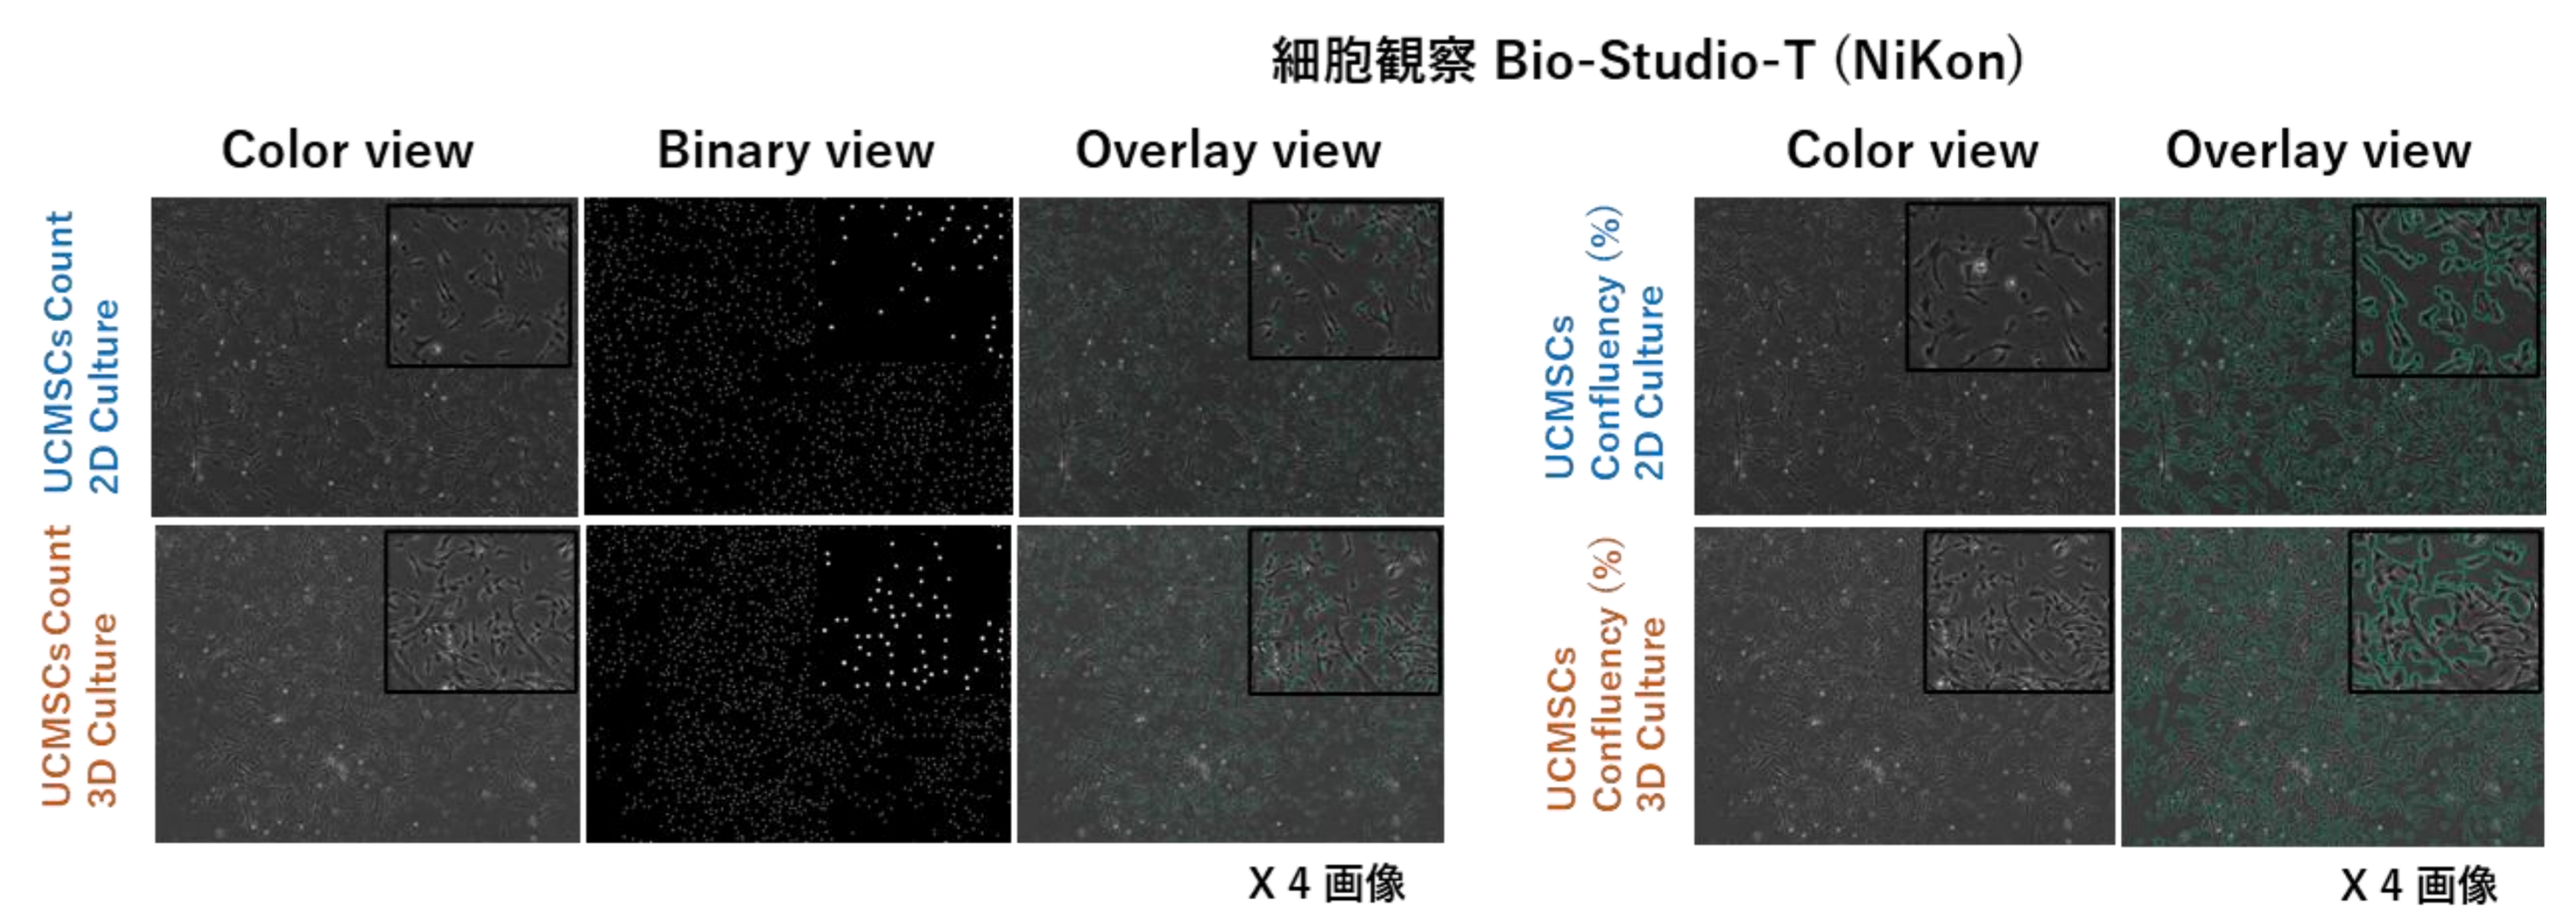 細胞観察 Bio-Studio-T (NiKon)
Color view
Binary view
Overlay view
Color view
Overlay view
UCMSCs Count
2D Culture
UCMSCs
Confluency (%)
2D Culture
UCMSCs Count
3D Culture
UCMSCs
Confluency (%)
3D Culture
X 4 画像
X 4 画像